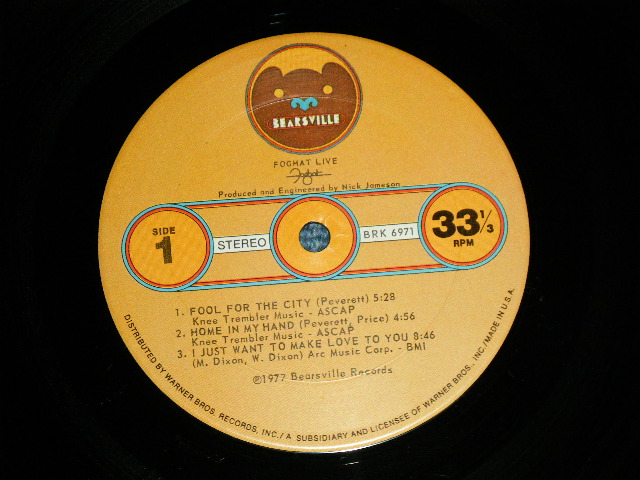 BEARSVILLE
FOGHAT LIVE
Foghat
Produced and Engineered by Nick Jameson
SIDE
1
STEREO
BRK 6971
33 1/3
RPM
1. FOOL FOR THE CITY (Peverett) 5:28
Knee Trembler Music - ASCAP
2. HOME IN MY HAND (Peverett, Price) 4:56
Knee Trembler Music - ASCAP
3. I JUST WANT TO MAKE LOVE TO YOU 8:46
(M. Dixon, W. Dixon) Arc Music Corp. - BMI
℗1977 Bearsville Records
DISTRIBUTED BY WARNER BROS. RECORDS, INC./A SUBSIDIARY AND LICENSEE OF WARNER BROS., INC./MADE IN U.S.A.